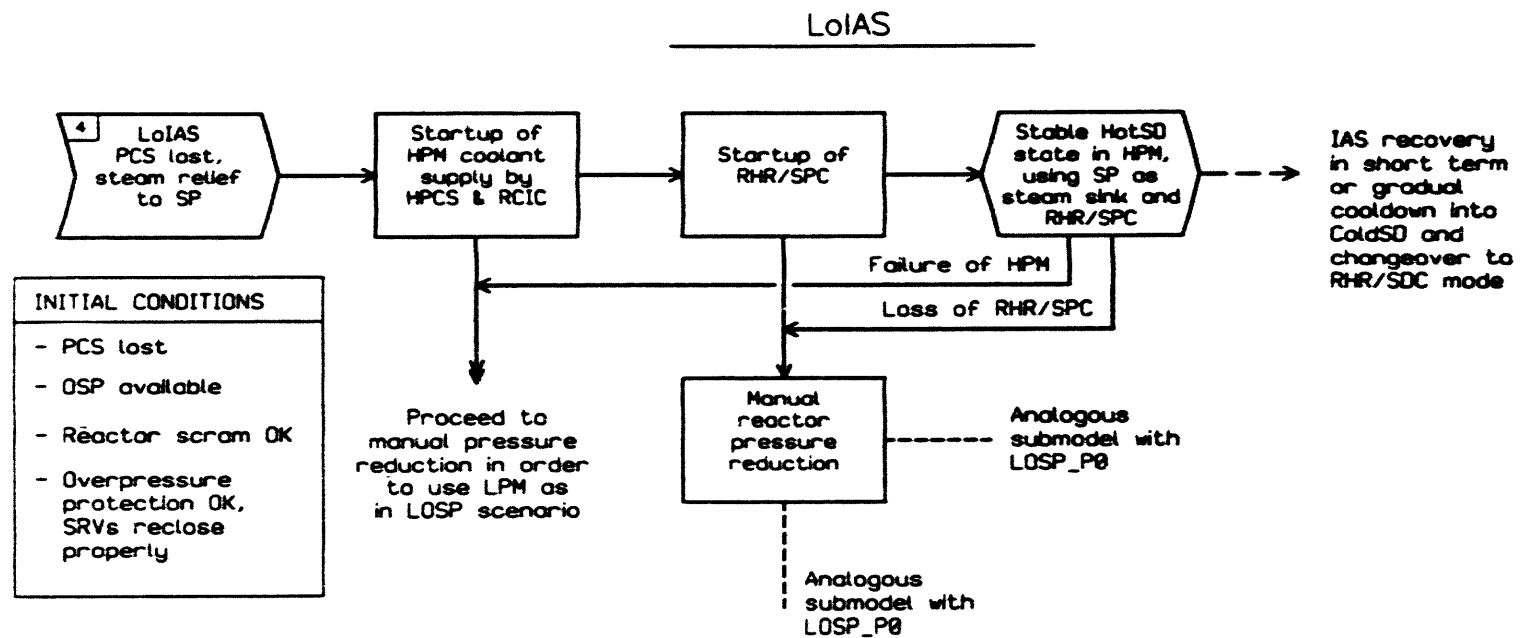 LoIAS
4
LoIAS
PCS lost,
steam relief
to SP
Startup of
HPM coolant
supply by
HPCS & RCIC
Startup of
RHR/SPC
Stable HotSD
state in HPM,
using SP as
steam sink and
RHR/SPC
IAS recovery
in short term
or gradual
cooldown into
ColdSD and
changeover to
RHR/SDC mode
Failure of HPM
Loss of RHR/SPC
INITIAL CONDITIONS
- PCS lost
- OSP available
- Reactor scram OK
- Overpressure
protection OK,
SRVs reclose
properly
Proceed to
manual pressure
reduction in order
to use LPM as
in LOSP scenario
Manual
reactor
pressure
reduction
Analogous
submodel with
LOSP_P0
Analogous
submodel with
LOSP_P0